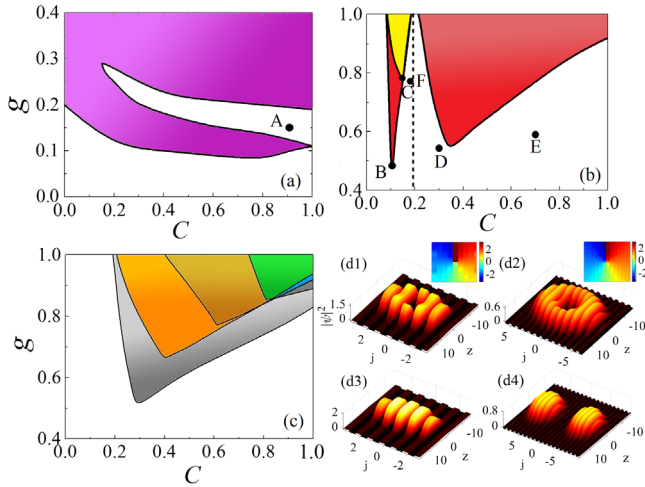 0.4
0.3
0.2
0.1
0.0
g
A
(a)
0.0 0.2 0.4 0.6 0.8 1.0
C
1.0
0.8
0.6
0.4
B
C
F
D
E
(b)
0.0 0.2 0.4 0.6 0.8 1.0
C
1.0
0.8
0.6
0.4
g
(c)
0.0 0.2 0.4 0.6 0.8 1.0
C
(d1)
2
0
-2
|ψ|²
1.5
0
2 0 -2
j
10 0 -10
z
(d2)
2
0
-2
0.6
0
5 0 -5
j
10 0 -10
z
(d3)
2
0
2 0 -2
j
10 0 -10
z
(d4)
0.8
0
5 0 -5
j
10 0 -10
z